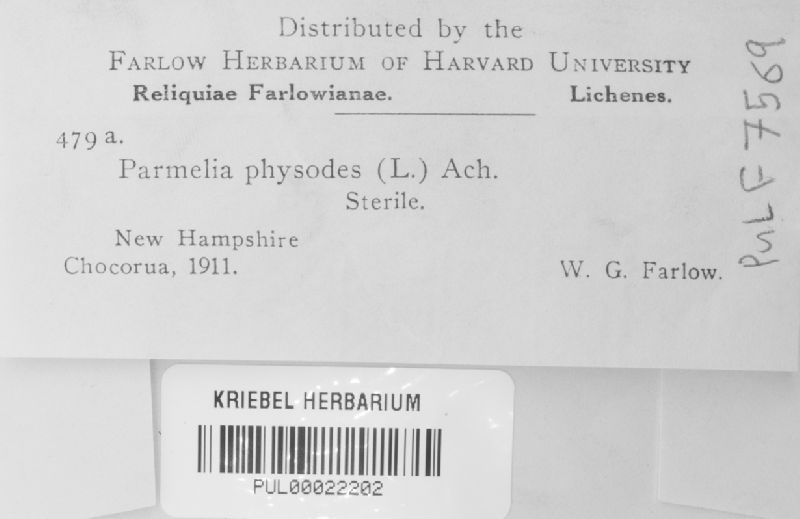 Distributed by the
FARLOW HERBARIUM OF HARVARD UNIVERSITY
Reliquiae Farlowianae. Lichenes.
479 a.
Parmelia physodes (L.) Ach.
Sterile.
New Hampshire
Chocorua, 1911.
W. G. Farlow.
PUL F 7569
KRIEBEL HERBARIUM
PUL00022202